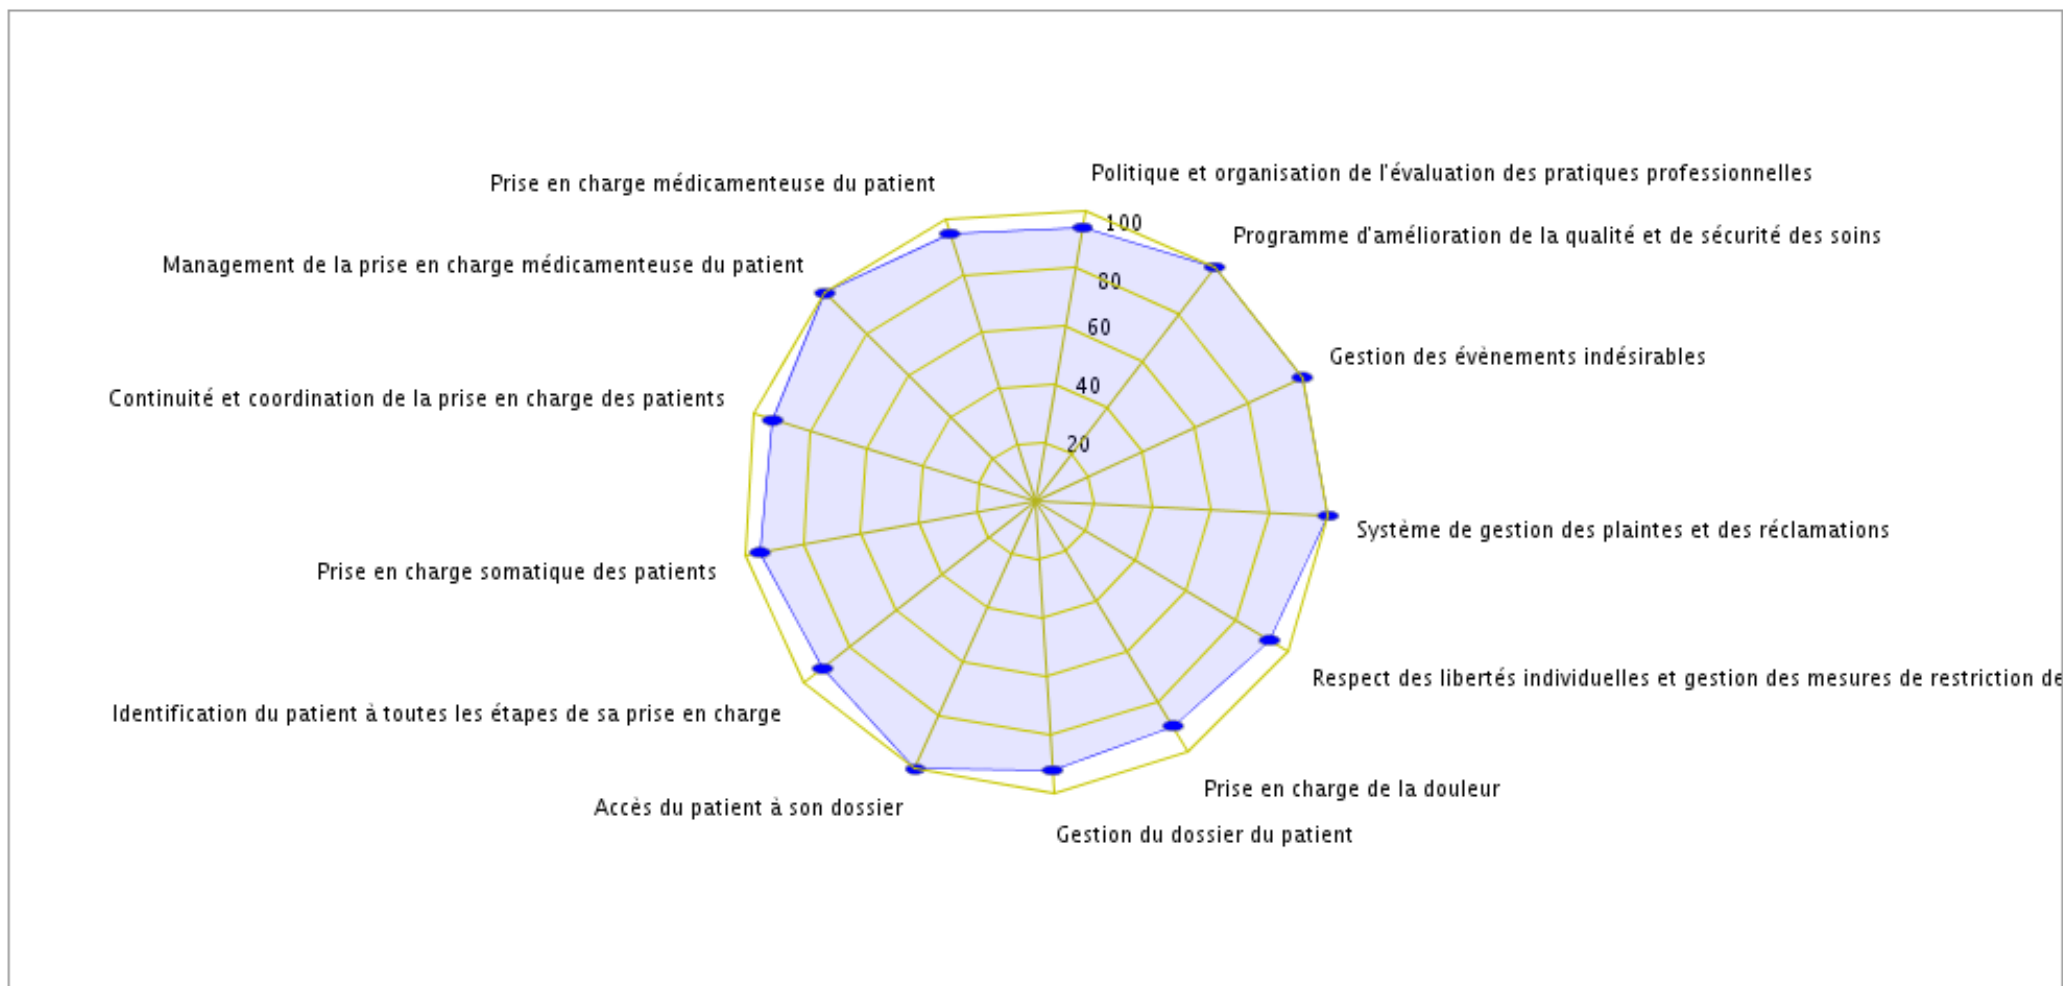 Politique et organisation de l'évaluation des pratiques professionnelles
Prise en charge médicamenteuse du patient
100
Programme d'amélioration de la qualité et de sécurité des soins
Management de la prise en charge médicamenteuse du patient
80
60
Gestion des évènements indésirables
40
Continuité et coordination de la prise en charge des patients
20
Système de gestion des plaintes et des réclamations
Prise en charge somatique des patients
Respect des libertés individuelles et gestion des mesures de restriction de
Identification du patient à toutes les étapes de sa prise en charge
Prise en charge de la douleur
Accès du patient à son dossier
Gestion du dossier du patient